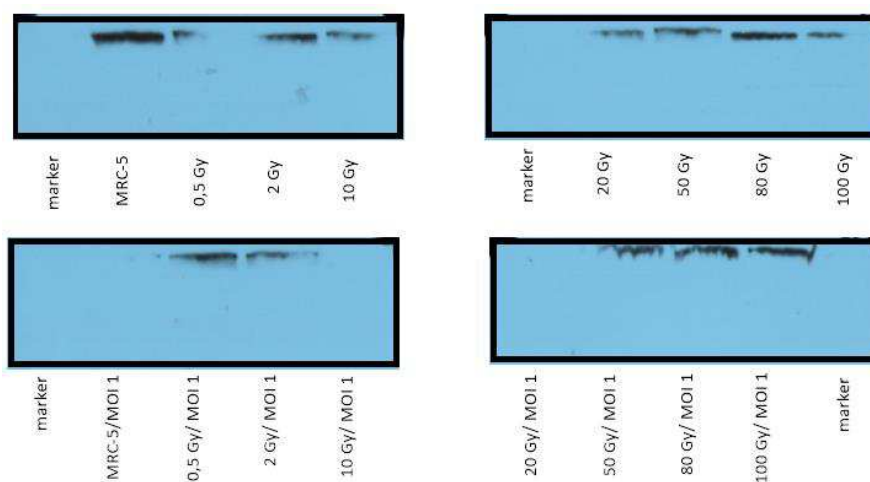 marker
MRC-5
0,5 Gy
2 Gy
10 Gy
marker
20 Gy
50 Gy
80 Gy
100 Gy
marker
MRC-5/MOI 1
0,5 Gy/ MOI 1
2 Gy/ MOI 1
10 Gy/ MOI 1
20 Gy/ MOI 1
50 Gy/ MOI 1
80 Gy/ MOI 1
100 Gy/ MOI 1
marker